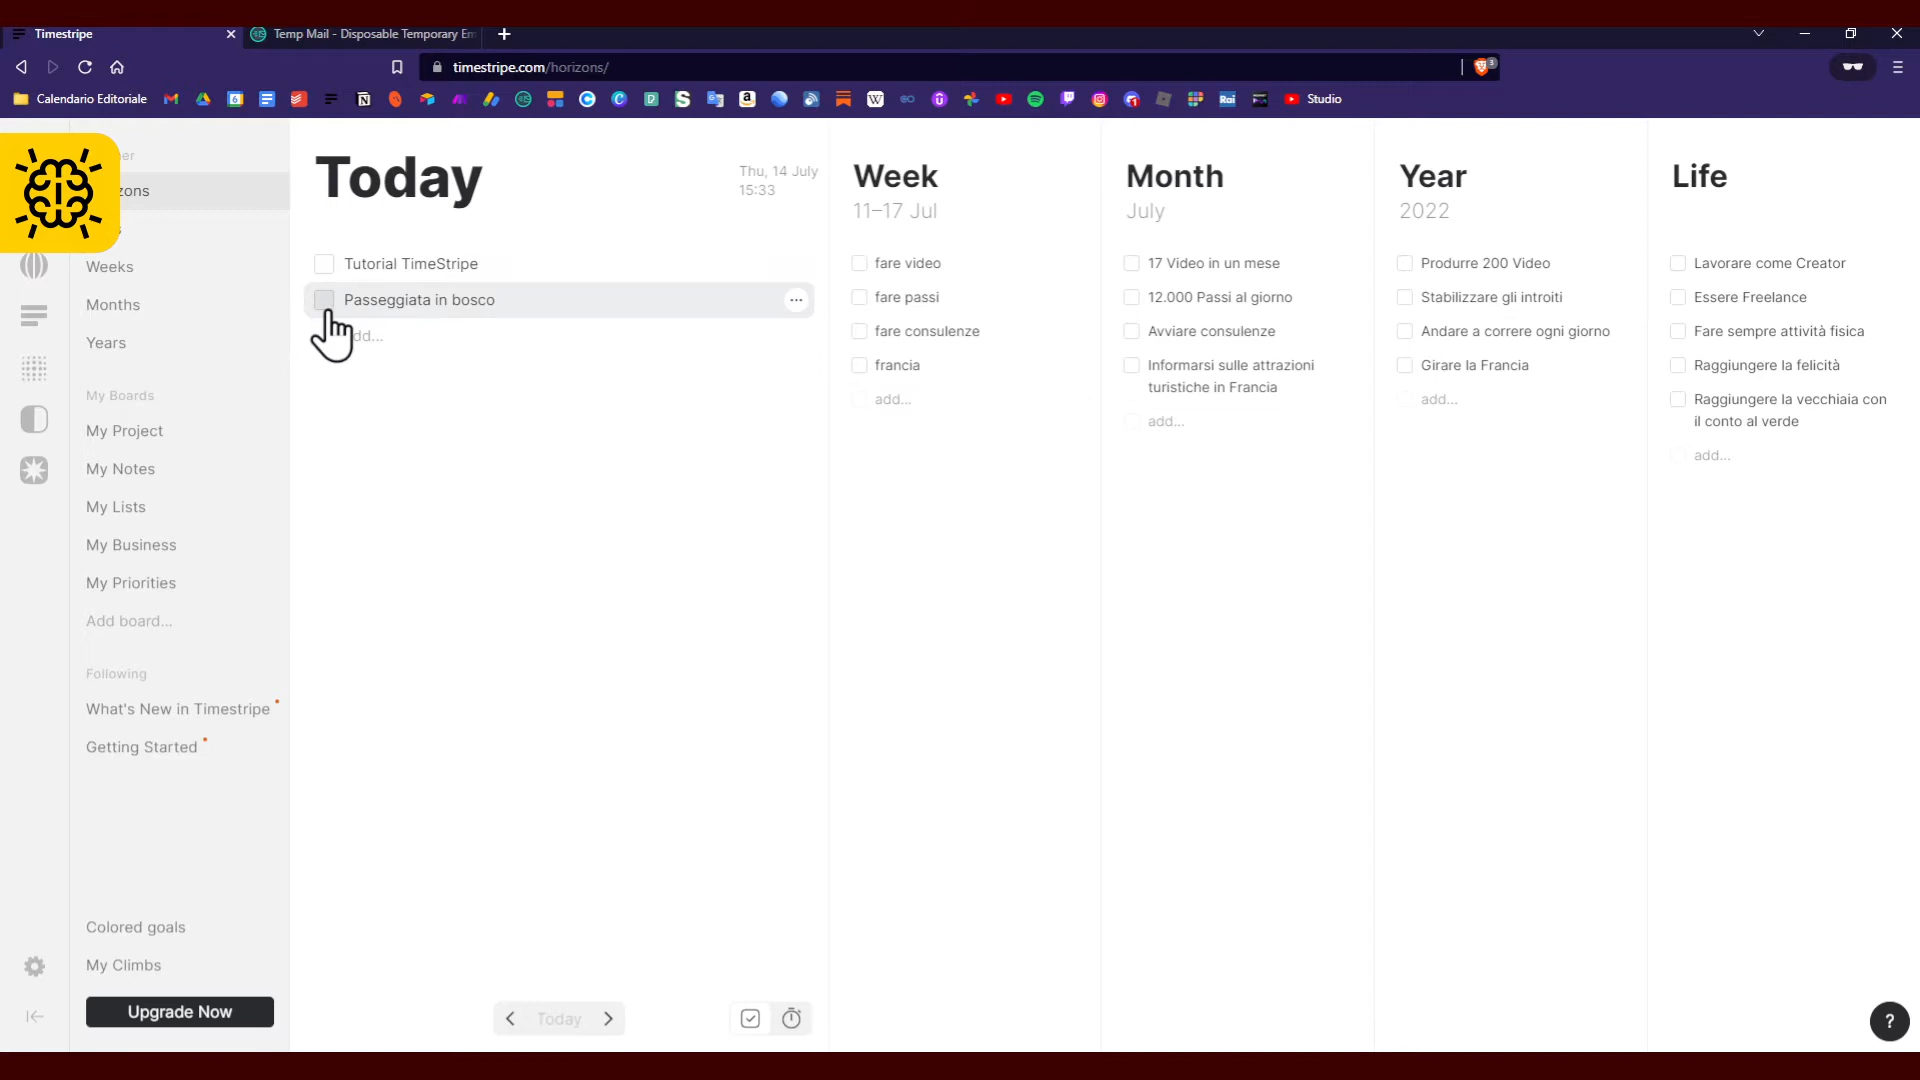 Timestripe
Temp Mail - Disposable Temporary Em
timestripe.com/horizons/
3
Calendario Editoriale
6
Rai
Studio
Weeks
Months
Years
My Boards
My Project
My Notes
My Lists
My Business
My Priorities
Add board...
Following
What's New in Timestripe
Getting Started
Colored goals
My Climbs
Upgrade Now
Today
Thu, 14 July
15:33
Tutorial TimeStripe
Passeggiata in bosco
Today
Week
11–17 Jul
fare video
fare passi
fare consulenze
francia
add...
Month
July
17 Video in un mese
12.000 Passi al giorno
Avviare consulenze
Informarsi sulle attrazioni
turistiche in Francia
add...
Year
2022
Produrre 200 Video
Stabilizzare gli introiti
Andare a correre ogni giorno
Girare la Francia
add...
Life
Lavorare come Creator
Essere Freelance
Fare sempre attività fisica
Raggiungere la felicità
Raggiungere la vecchiaia con
il conto al verde
add...
?